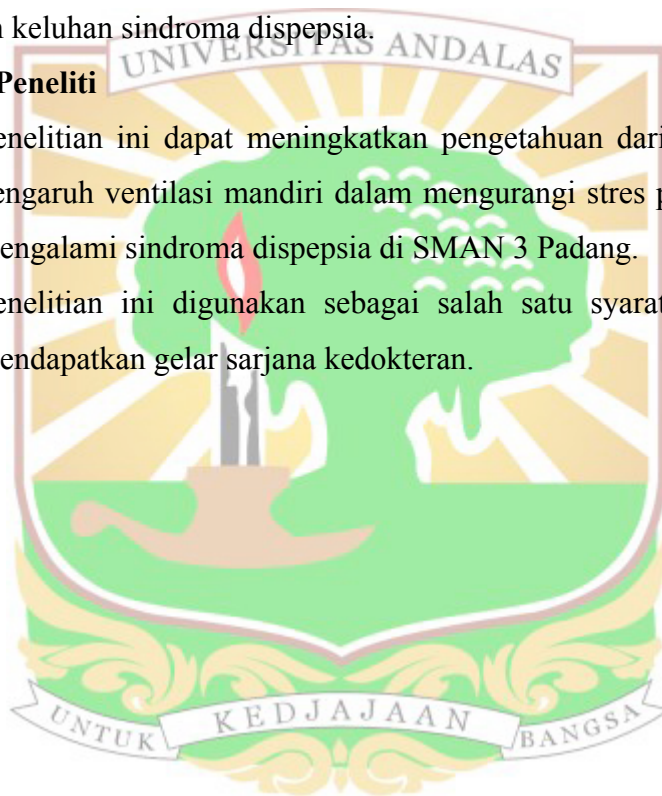 n keluhan sindroma dispepsia.
UNIVERSITAS ANDALAS
Peneliti
enelitian ini dapat meningkatkan pengetahuan dari
engaruh ventilasi mandiri dalam mengurangi stres p
engalami sindroma dispepsia di SMAN 3 Padang.
enelitian ini digunakan sebagai salah satu syarat
endapatkan gelar sarjana kedokteran.
UNTUK KEDJAJAAN BANGSA